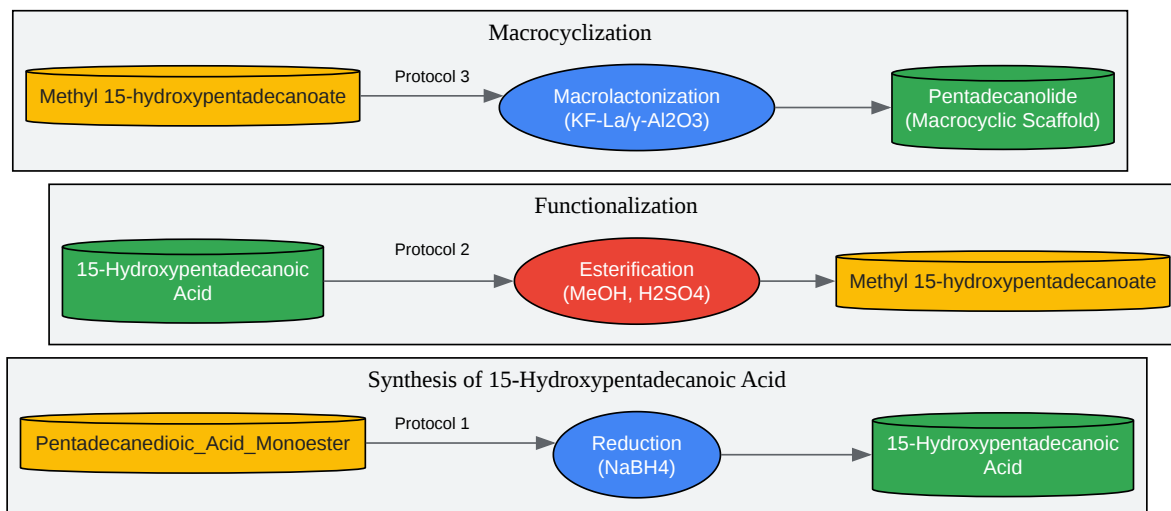 Macrocyclization
Methyl 15-hydroxypentadecanoate
Protocol 3
Macrolactonization
(KF-La/γ-Al2O3)
Pentadecanolide
(Macrocyclic Scaffold)
Functionalization
15-Hydroxypentadecanoic
Acid
Protocol 2
Esterification
(MeOH, H2SO4)
Methyl 15-hydroxypentadecanoate
Synthesis of 15-Hydroxypentadecanoic Acid
Pentadecanedioic_Acid_Monoester
Protocol 1
Reduction
(NaBH4)
15-Hydroxypentadecanoic
Acid